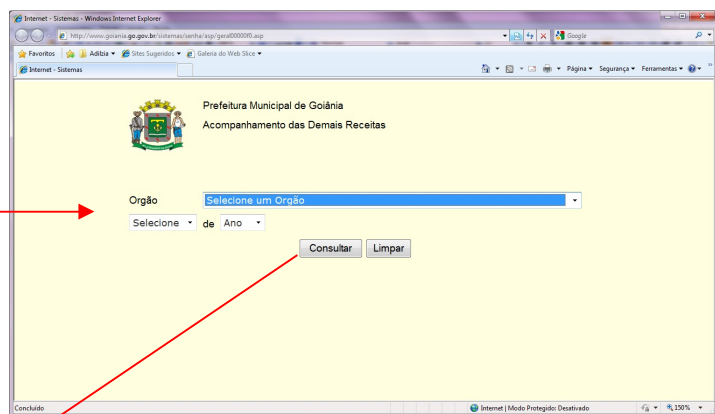 Internet - Sistemas - Windows Internet Explorer
http://www.goiania.go.gov.br/sistemas/senha/asp/geral00000f0.asp
Google
Favoritos Adilzia Sites Sugeridos Galeria do Web Slice
Internet - Sistemas
Página Segurança Ferramentas
Prefeitura Municipal de Goiânia
Acompanhamento das Demais Receitas
Orgão Selecione um Orgão
Selecione de Ano
Consultar Limpar
Concluído Internet | Modo Protegido: Desativado 150%